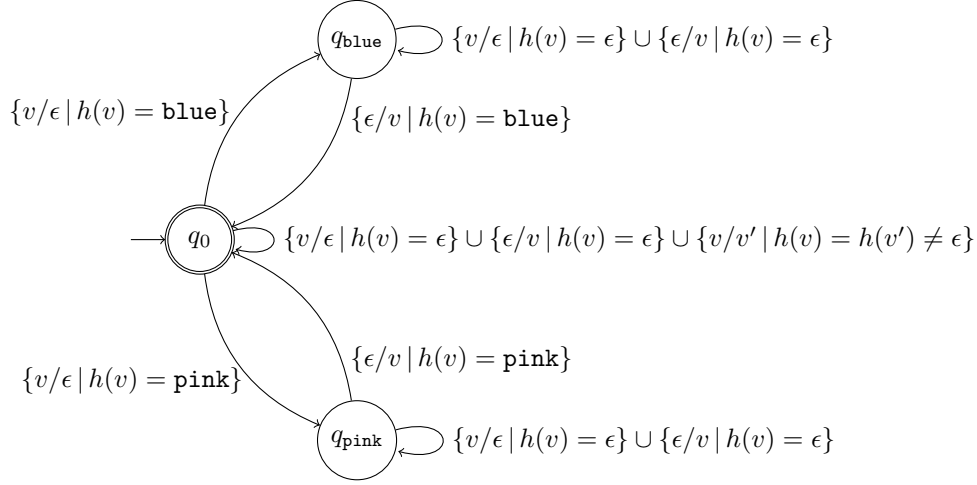 q_blue {v/ϵ | h(v) = ϵ} ∪ {ϵ/v | h(v) = ϵ}
{v/ϵ | h(v) = blue}
{ϵ/v | h(v) = blue}
q_0 {v/ϵ | h(v) = ϵ} ∪ {ϵ/v | h(v) = ϵ} ∪ {v/v′ | h(v) = h(v′) ≠ ϵ}
{ϵ/v | h(v) = pink}
{v/ϵ | h(v) = pink}
q_pink {v/ϵ | h(v) = ϵ} ∪ {ϵ/v | h(v) = ϵ}